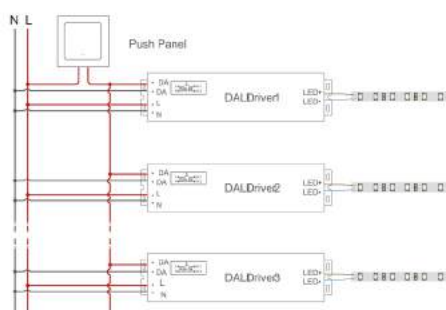 N L
Push Panel
DA
DA
L
N
DALDriver1
LED+
LED-
DA
DA
L
N
DALDriver2
LED+
LED-
DA
DA
L
N
DALDriver3
LED+
LED-